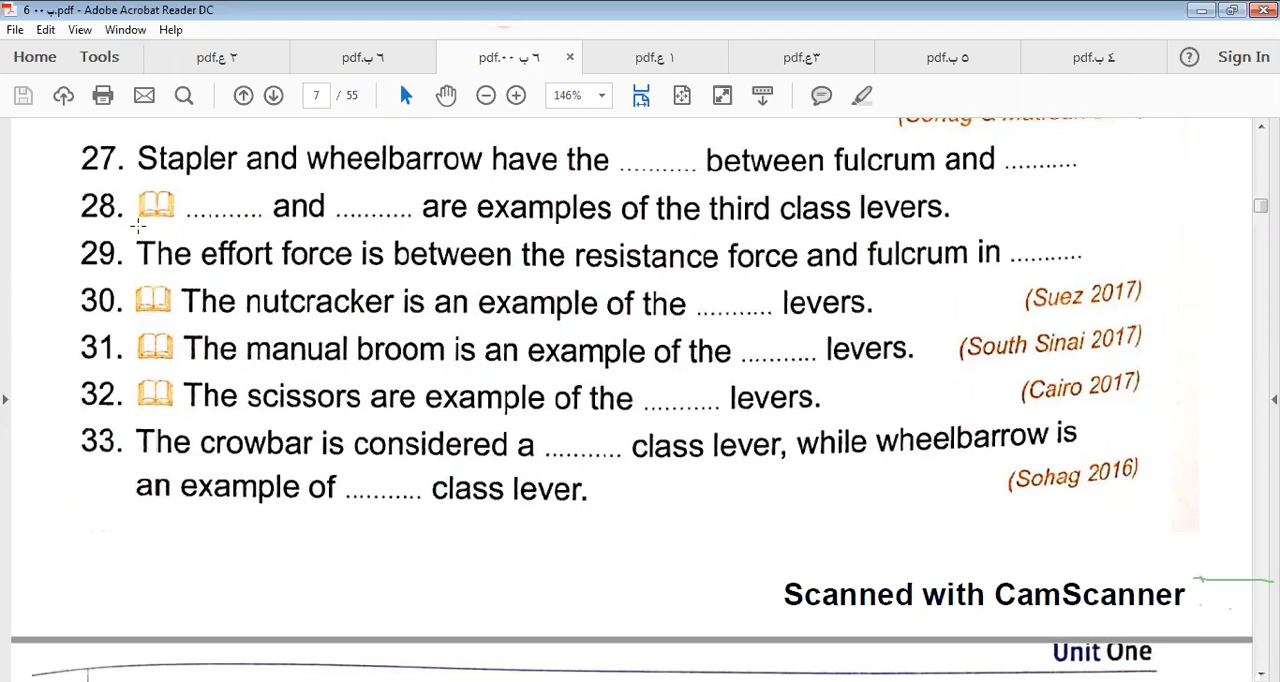 6 ب ٠٠.pdf - Adobe Acrobat Reader DC
File Edit View Window Help
Home Tools ٢ ع.pdf ٦ ب.pdf ٦ ب ٠٠.pdf × ١ ع.pdf ٣ع.pdf ٥ ب.pdf ٤ ب.pdf Sign In
7 / 55 146%
27. Stapler and wheelbarrow have the ........... between fulcrum and ...........
28. ........... and ........... are examples of the third class levers.
29. The effort force is between the resistance force and fulcrum in ...........
30. The nutcracker is an example of the ........... levers. (Suez 2017)
31. The manual broom is an example of the ........... levers. (South Sinai 2017)
32. The scissors are example of the ........... levers. (Cairo 2017)
33. The crowbar is considered a ........... class lever, while wheelbarrow is
an example of ........... class lever. (Sohag 2016)
Scanned with CamScanner
Unit One